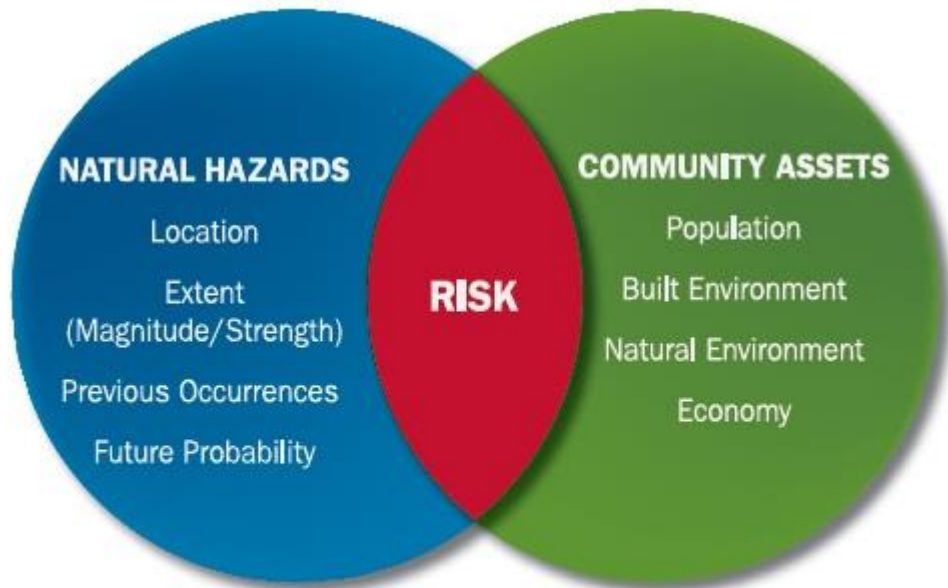 NATURAL HAZARDS
Location
Extent
(Magnitude/Strength)
Previous Occurrences
Future Probability
RISK
COMMUNITY ASSETS
Population
Built Environment
Natural Environment
Economy